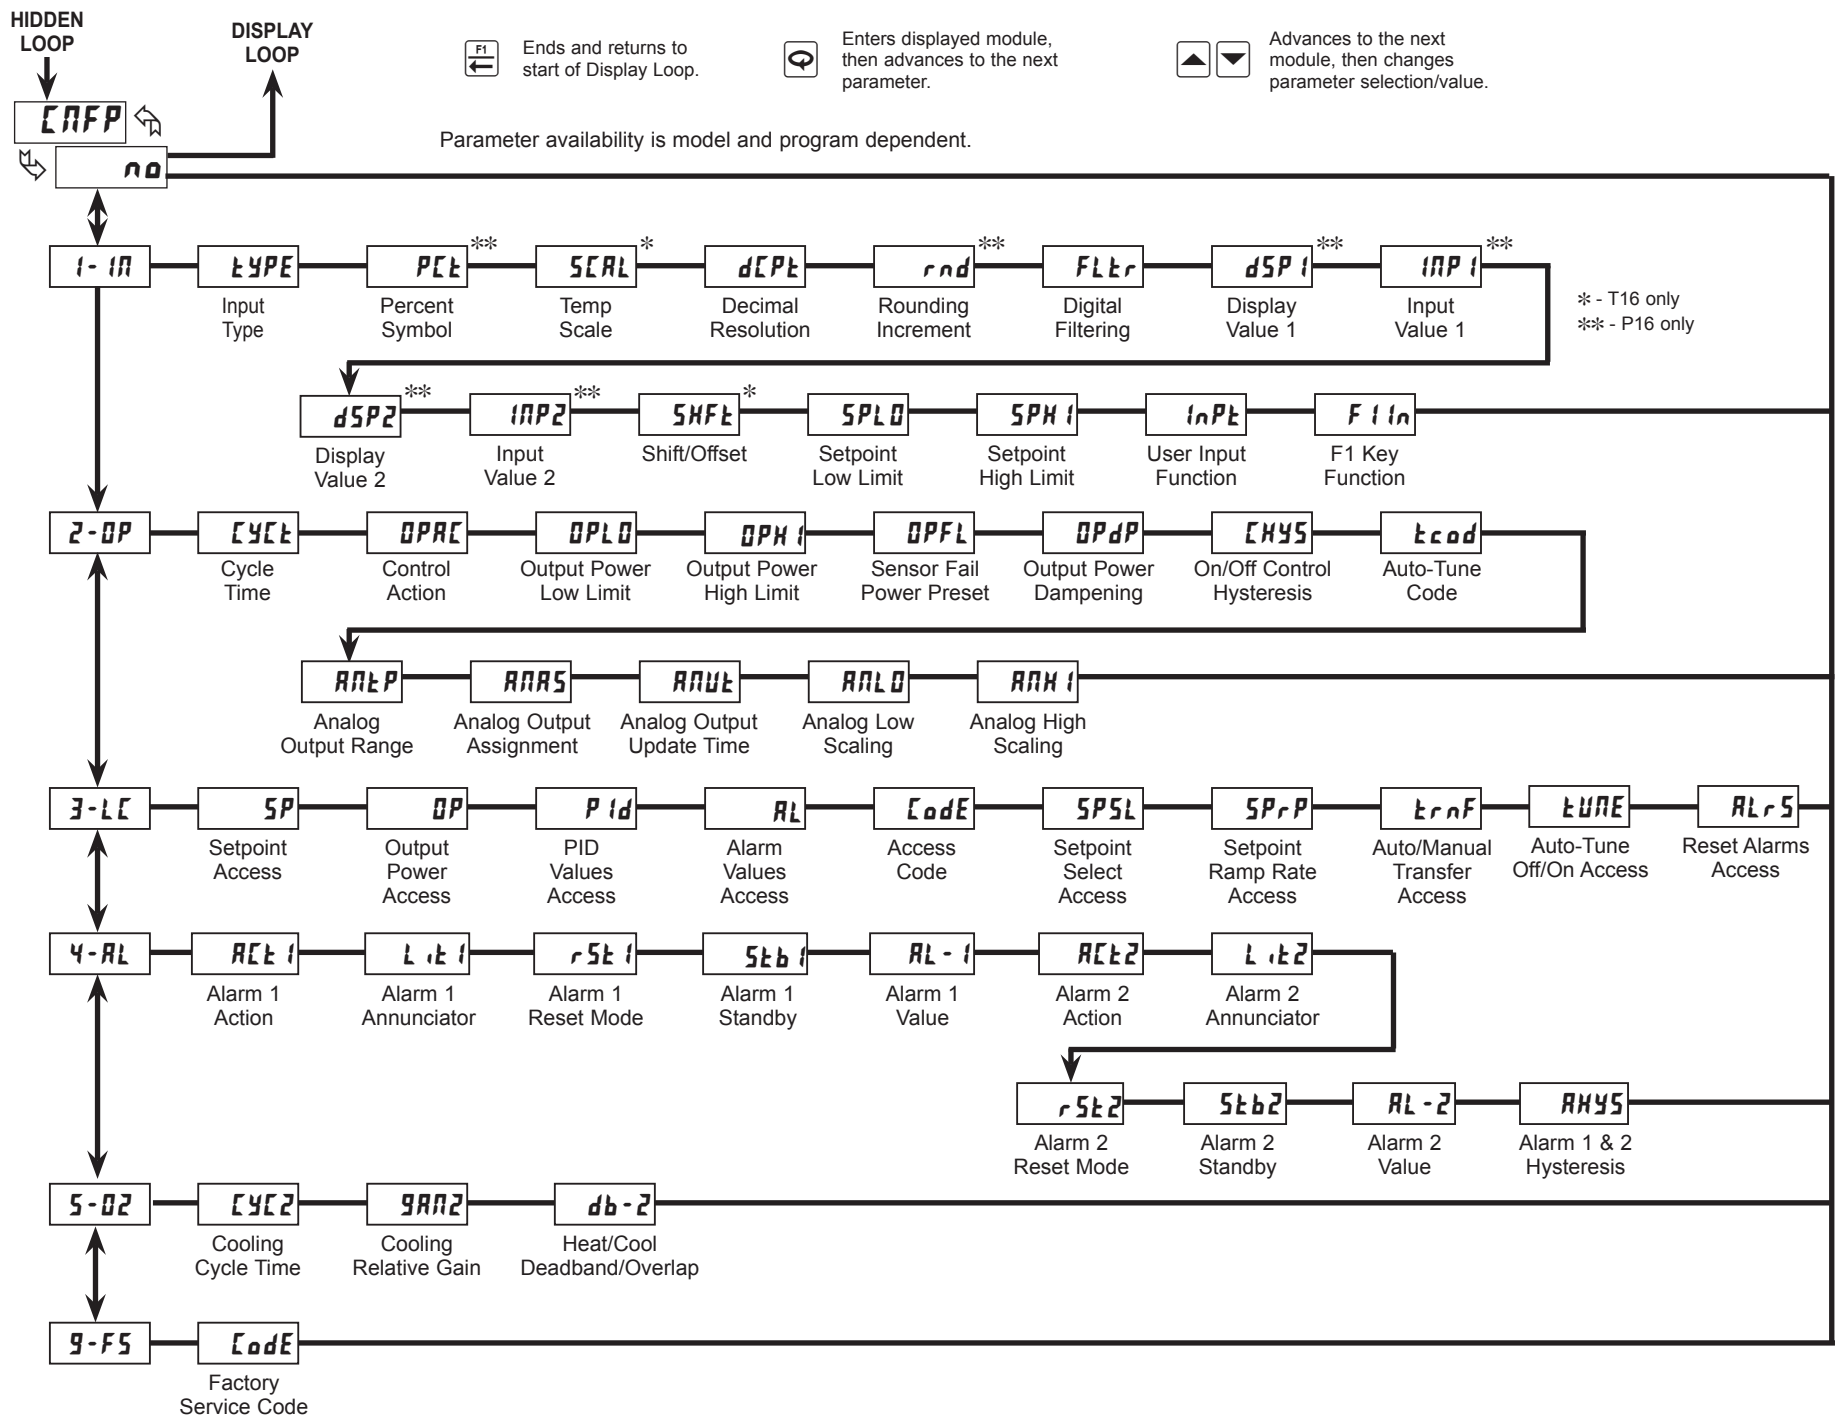 HIDDEN
LOOP
DISPLAY
LOOP
F1
Ends and returns to
start of Display Loop.
Enters displayed module,
then advances to the next
parameter.
Advances to the next
module, then changes
parameter selection/value.
CNFP
no
Parameter availability is model and program dependent.
1-IN
tYPE
PCt **
SCAL *
dCPt
rnd **
FLtr
dSP1 **
INP1 **
Input
Type
Percent
Symbol
Temp
Scale
Decimal
Resolution
Rounding
Increment
Digital
Filtering
Display
Value 1
Input
Value 1
* - T16 only
** - P16 only
dSP2 **
INP2 **
SHFt *
SPLO
SPHI
InPt
F1In
Display
Value 2
Input
Value 2
Shift/Offset
Setpoint
Low Limit
Setpoint
High Limit
User Input
Function
F1 Key
Function
2-OP
CYCt
OPAC
OPLO
OPHI
OPFL
OPdP
CHYS
tcod
Cycle
Time
Control
Action
Output Power
Low Limit
Output Power
High Limit
Sensor Fail
Power Preset
Output Power
Dampening
On/Off Control
Hysteresis
Auto-Tune
Code
ANtP
ANAS
ANUt
ANLO
ANHI
Analog
Output Range
Analog Output
Assignment
Analog Output
Update Time
Analog Low
Scaling
Analog High
Scaling
3-LC
SP
OP
PId
AL
CodE
SPSL
SPrP
trnF
tUNE
ALrS
Setpoint
Access
Output
Power
Access
PID
Values
Access
Alarm
Values
Access
Access
Code
Setpoint
Select
Access
Setpoint
Ramp Rate
Access
Auto/Manual
Transfer
Access
Auto-Tune
Off/On Access
Reset Alarms
Access
4-AL
ACt1
Lit1
rSt1
Stb1
AL-1
ACt2
Lit2
Alarm 1
Action
Alarm 1
Annunciator
Alarm 1
Reset Mode
Alarm 1
Standby
Alarm 1
Value
Alarm 2
Action
Alarm 2
Annunciator
rSt2
Stb2
AL-2
AHYS
Alarm 2
Reset Mode
Alarm 2
Standby
Alarm 2
Value
Alarm 1 & 2
Hysteresis
5-O2
CYC2
GAN2
db-2
Cooling
Cycle Time
Cooling
Relative Gain
Heat/Cool
Deadband/Overlap
9-FS
CodE
Factory
Service Code